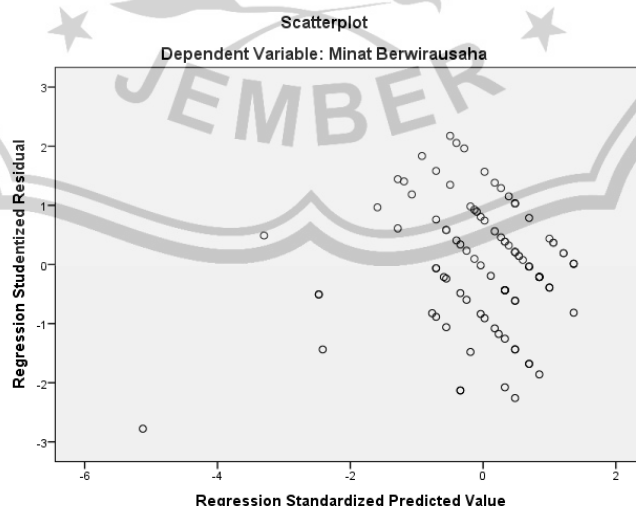 Scatterplot
Dependent Variable: Minat Berwirausaha
JEMBER
Regression Studentized Residual
3
2
1
0
-1
-2
-3
-6
-4
-2
0
2
Regression Standardized Predicted Value